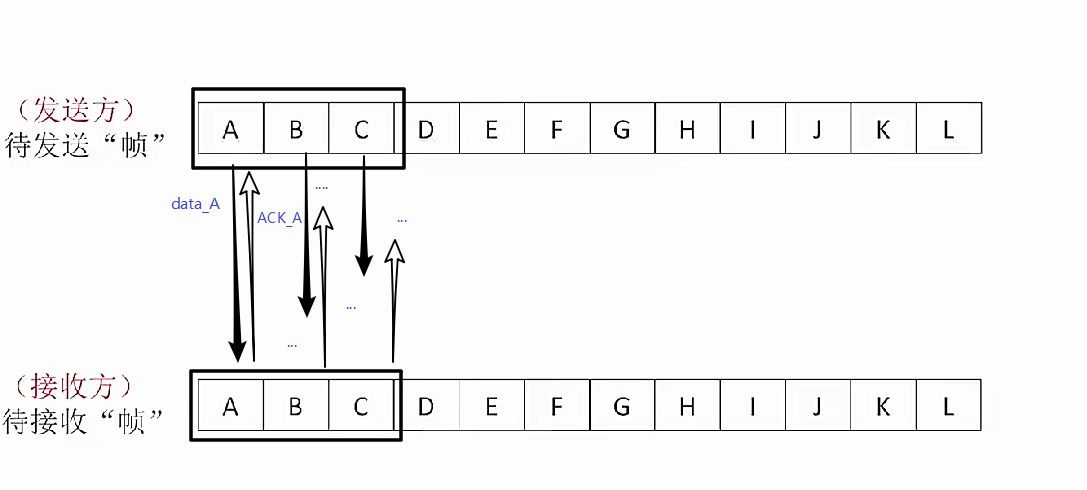 （发送方）
待发送“帧”
A B C D E F G H I J K L
data_A
ACK_A
....
...
...
...
（接收方）
待接收“帧”
A B C D E F G H I J K L